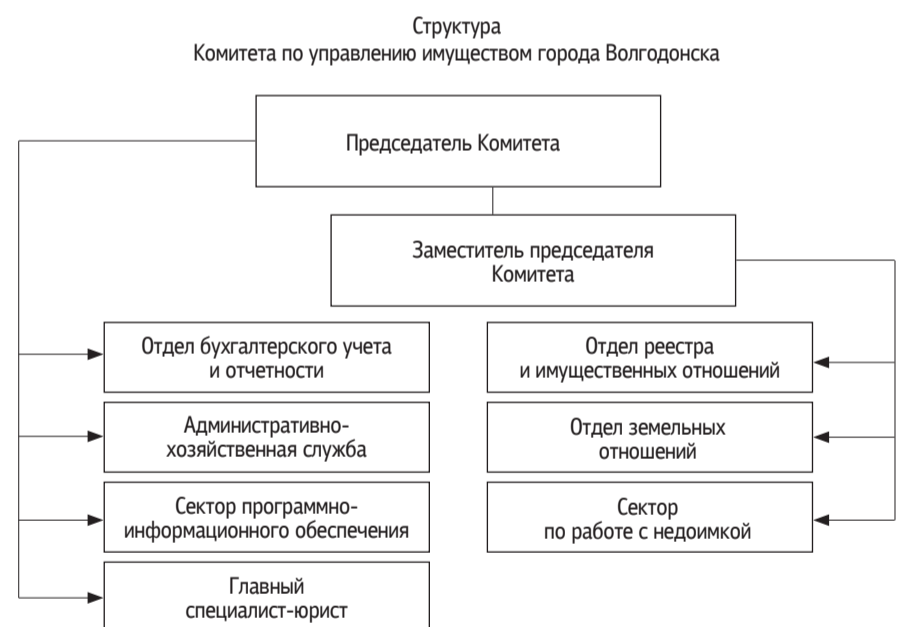 Структура
Комитета по управлению имуществом города Волгодонска
Председатель Комитета
Заместитель председателя
Комитета
Отдел бухгалтерского учета
и отчетности
Административно-
хозяйственная служба
Сектор программно-
информационного обеспечения
Главный
специалист-юрист
Отдел реестра
и имущественных отношений
Отдел земельных
отношений
Сектор
по работе с недоимкой